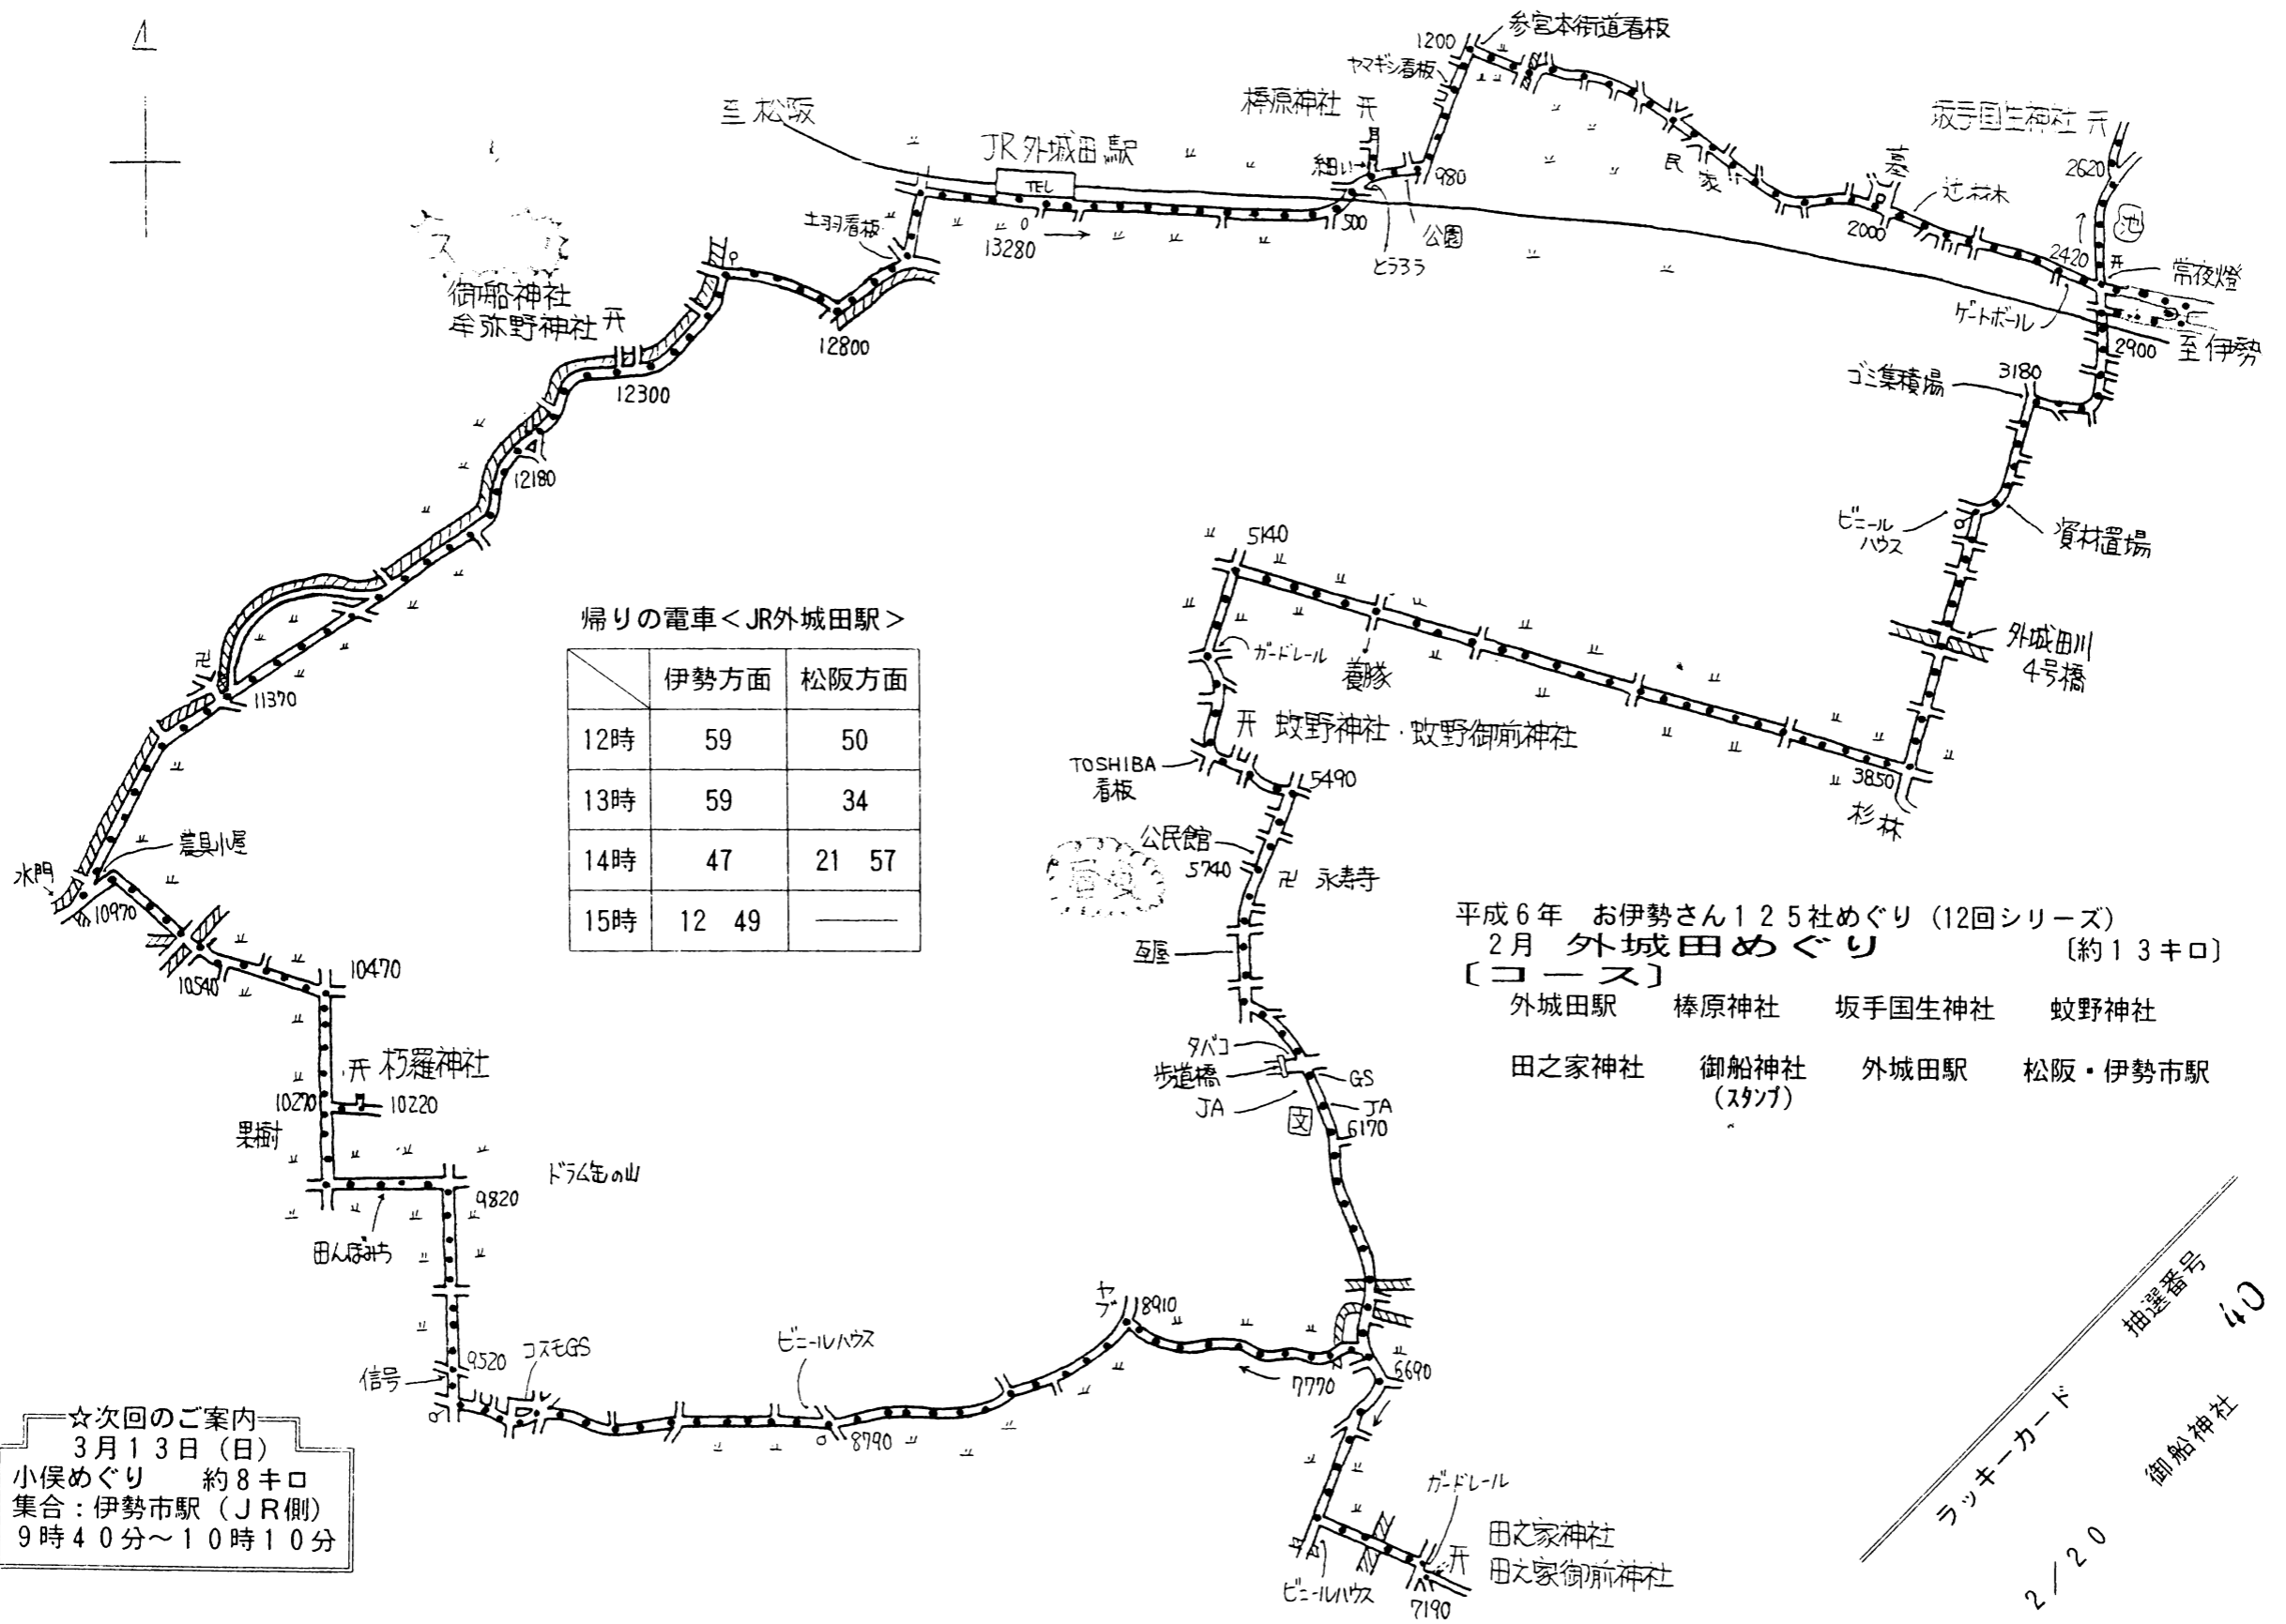 至松阪
JR外城田駅
TEL
0
13280
土羽看板
御船神社
牟弥野神社
12800
12300
12180
11370
水門
農具小屋
10970
10540
10470
朽羅神社
10270
10220
果樹
9820
ドラム缶の山
田んぼみち
信号
9520
コスモGS
ビニールハウス
8790
ヤブ
8910
7770
6690
ガードレール
田之家神社
田之家御前神社
ビニールハウス
7190
参宮本街道看板
1200
ヤマギシ看板
榛原神社
細い
500
980
公園
とうろう
民家
墓
2000
辻林木
坂手国生神社
2620
池
2420
常夜燈
ゲートボール
2900
至伊勢
ゴミ集積場
3180
ビニール
ハウス
資材置場
外城田川
4号橋
3850
杉林
5140
ガードレール
養豚
蚊野神社・蚊野御前神社
TOSHIBA
看板
5490
公民館
5740
永寿寺
タバコ
歩道橋
GS
JA
JA
文
6170
帰りの電車<JR外城田駅>
伊勢方面 松阪方面
12時 59 50
13時 59 34
14時 47 21 57
15時 12 49 ――
平成6年 お伊勢さん125社めぐり(12回シリーズ)
2月 外城田めぐり 〔約13キロ〕
〔コース〕
外城田駅 榛原神社 坂手国生神社 蚊野神社
田之家神社 御船神社 外城田駅 松阪・伊勢市駅
(スタンプ)
☆次回のご案内
3月13日(日)
小俣めぐり 約8キロ
集合:伊勢市駅(JR側)
9時40分~10時10分
抽選番号
40
ラッキーカード
御船神社
2/20